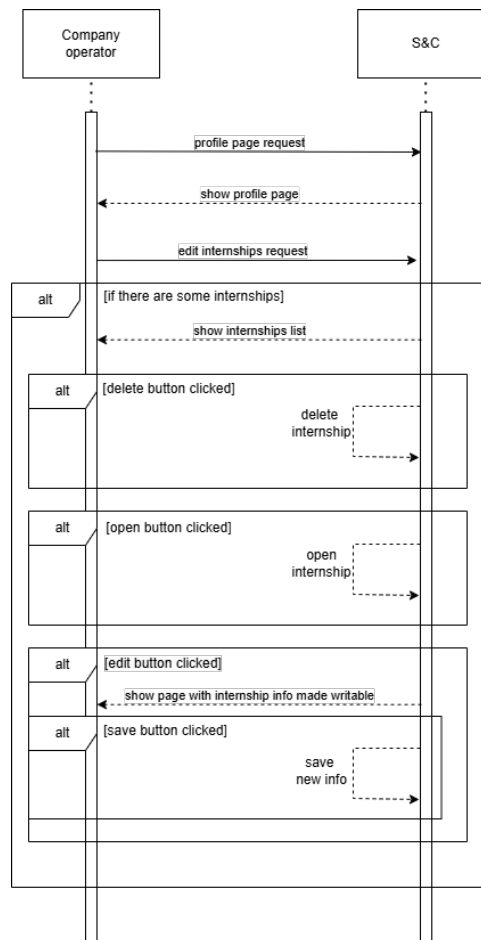 Company
operator
S&C
profile page request
show profile page
edit internships request
alt
[if there are some internships]
show internships list
alt
[delete button clicked]
delete
internship
alt
[open button clicked]
open
internship
alt
[edit button clicked]
show page with internship info made writable
alt
[save button clicked]
save
new info